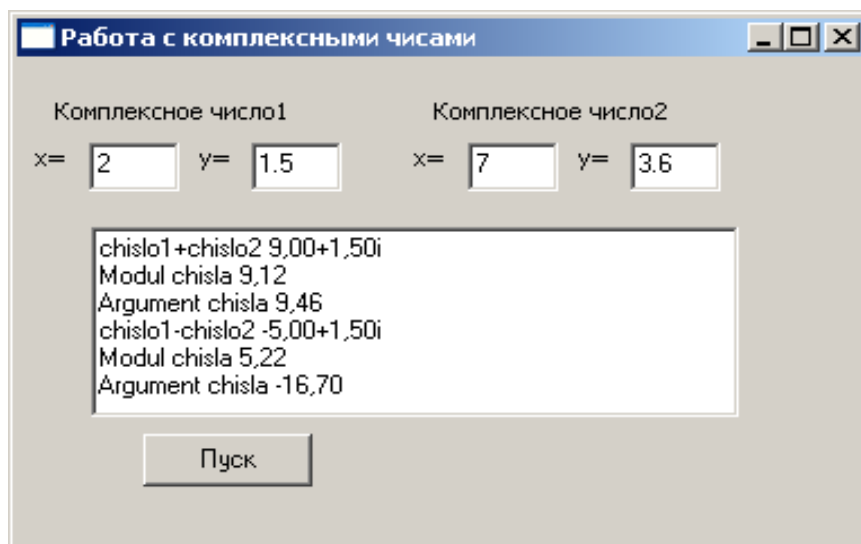 Работа с комплексными чисами
Комплексное число1 Комплексное число2
x= 2 y= 1.5 x= 7 y= 3.6
chislo1+chislo2 9,00+1,50i
Modul chisla 9,12
Argument chisla 9,46
chislo1-chislo2 -5,00+1,50i
Modul chisla 5,22
Argument chisla -16,70
Пуск